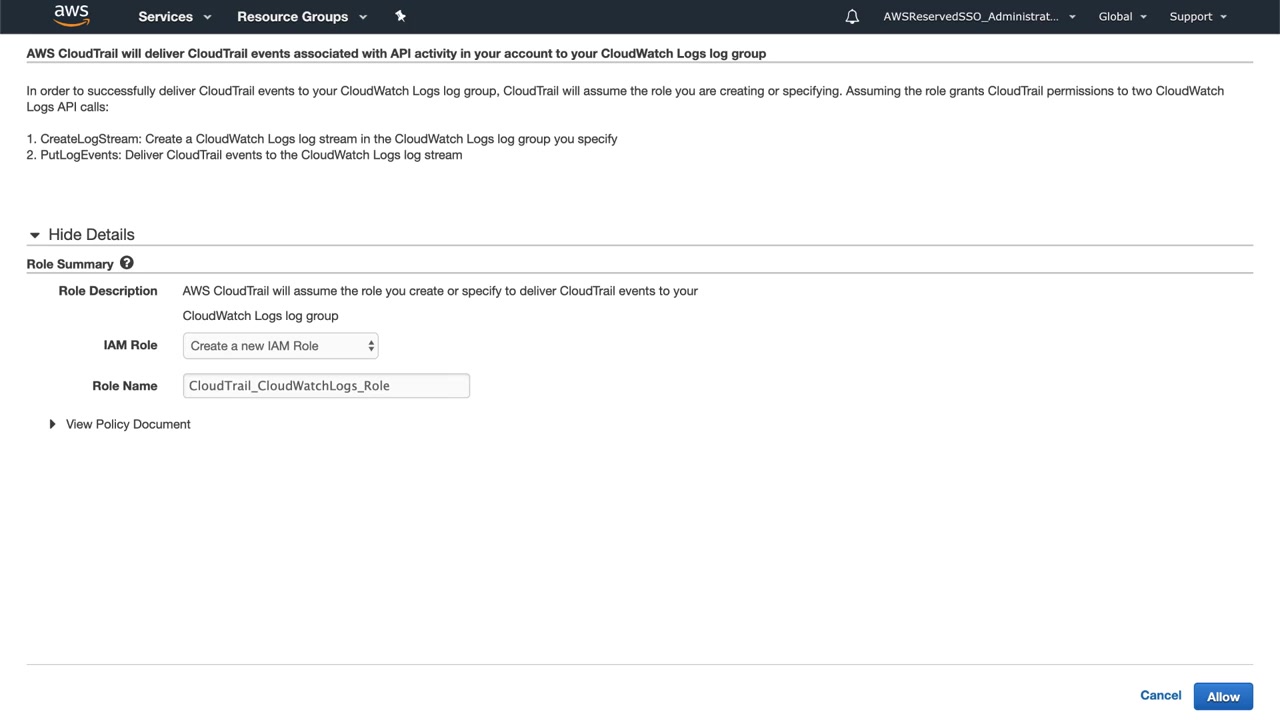 aws Services Resource Groups AWSReservedSSO_Administrat... Global Support
AWS CloudTrail will deliver CloudTrail events associated with API activity in your account to your CloudWatch Logs log group
In order to successfully deliver CloudTrail events to your CloudWatch Logs log group, CloudTrail will assume the role you are creating or specifying. Assuming the role grants CloudTrail permissions to two CloudWatch
Logs API calls:
1. CreateLogStream: Create a CloudWatch Logs log stream in the CloudWatch Logs log group you specify
2. PutLogEvents: Deliver CloudTrail events to the CloudWatch Logs log stream
Hide Details
Role Summary ?
Role Description AWS CloudTrail will assume the role you create or specify to deliver CloudTrail events to your
CloudWatch Logs log group
IAM Role Create a new IAM Role
Role Name CloudTrail_CloudWatchLogs_Role
View Policy Document
Cancel Allow